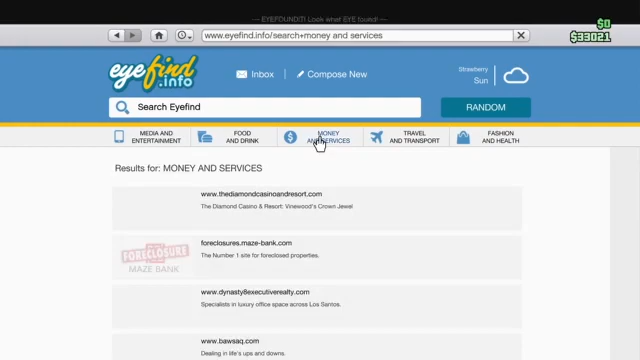 — EYEFOUNDIT! Look what EYE found! —
$0
$33021
www.eyefind.info/search+money and services
eyefind.info
Inbox
Compose New
Strawberry
Sun
Search Eyefind
RANDOM
MEDIA AND ENTERTAINMENT
FOOD AND DRINK
MONEY AND SERVICES
TRAVEL AND TRANSPORT
FASHION AND HEALTH
Results for: MONEY AND SERVICES
www.thediamondcasinoandresort.com
The Diamond Casino & Resort: Vinewood's Crown Jewel
FORECLOSURE
MAZE BANK
foreclosures.maze-bank.com
The Number 1 site for foreclosed properties.
www.dynasty8executiverealty.com
Specialists in luxury office space across Los Santos.
www.bawsaq.com
Dealing in life's ups and downs.